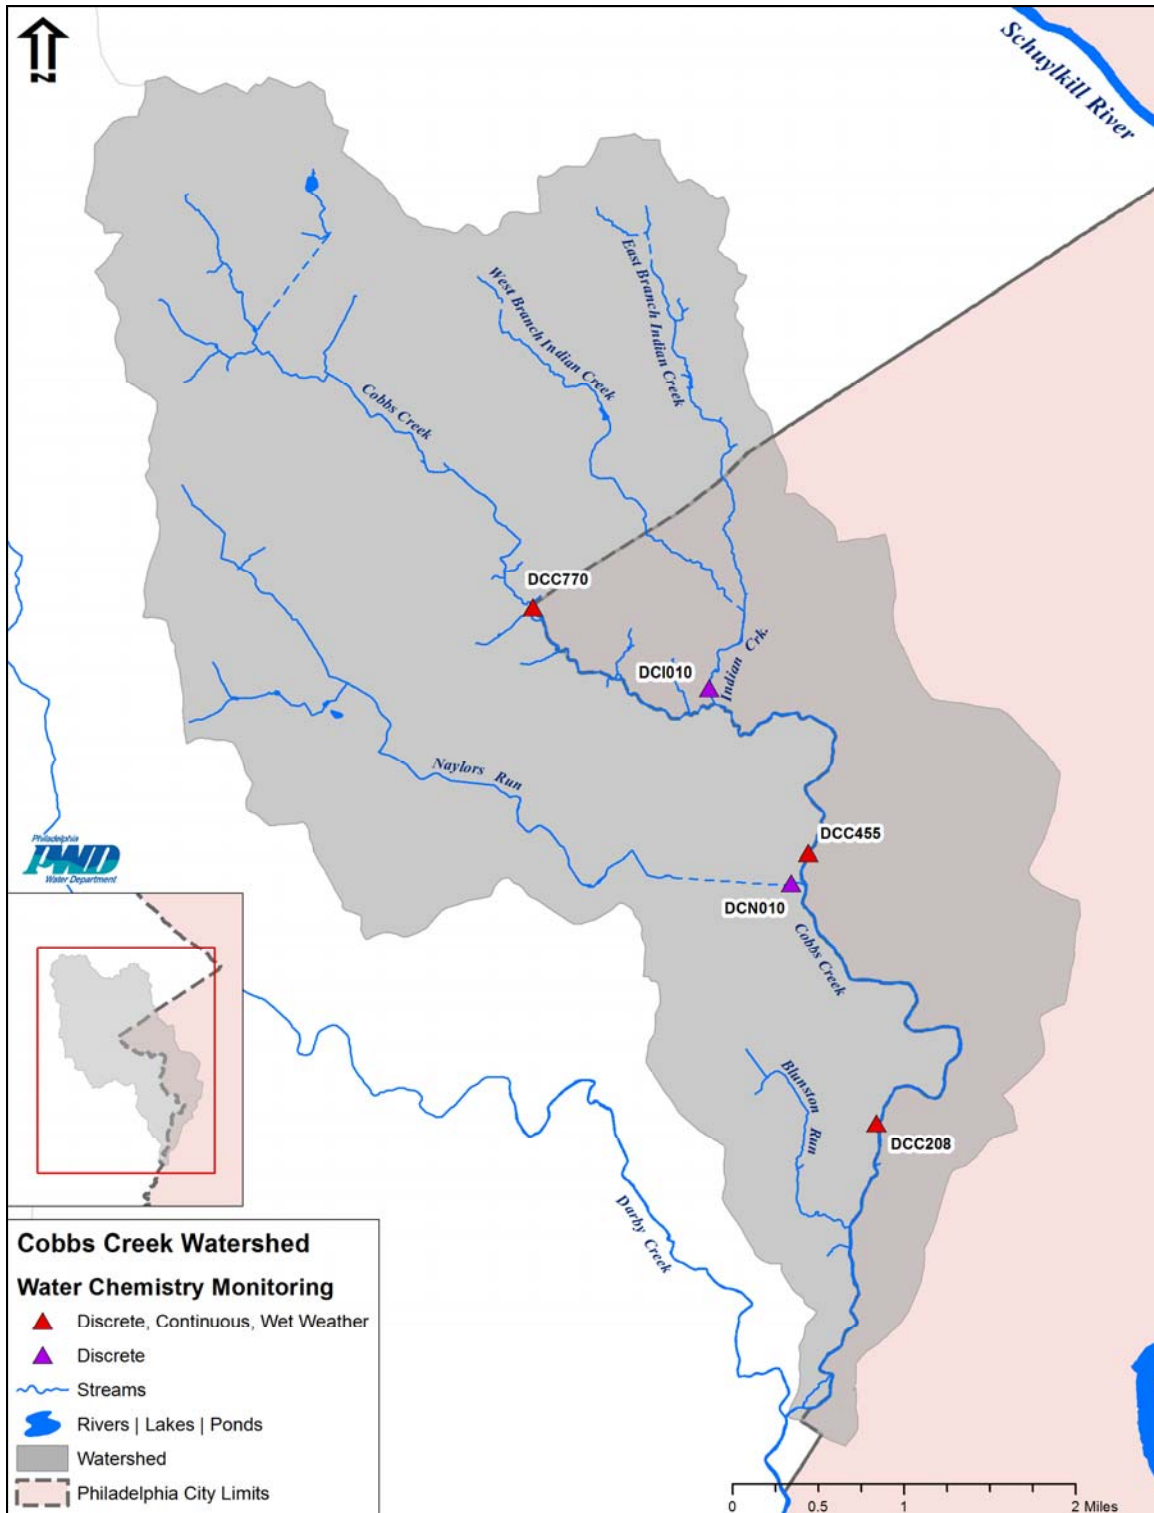 N
Schuylkill River
East Branch Indian Creek
West Branch Indian Creek
Cobbs Creek
DCC770
DCI010
Indian Crk.
Naylors Run
DCC455
DCN010
Cobbs Creek
Philadelphia
PWD
Water Department
Blunston Run
DCC208
Darby Creek
Cobbs Creek Watershed
Water Chemistry Monitoring
Discrete, Continuous, Wet Weather
Discrete
Streams
Rivers | Lakes | Ponds
Watershed
Philadelphia City Limits
0 0.5 1 2 Miles